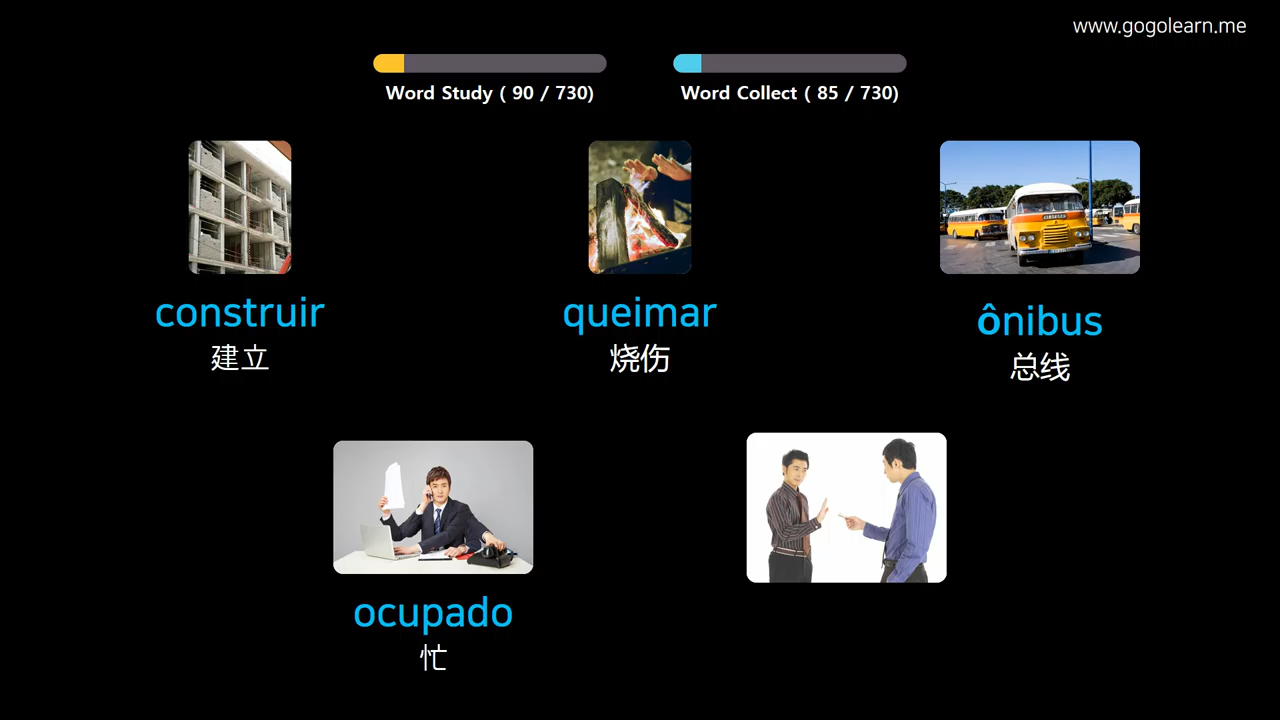 www.gogolearn.me
Word Study ( 90 / 730)
Word Collect ( 85 / 730)
construir
建立
queimar
烧伤
ônibus
总线
ocupado
忙